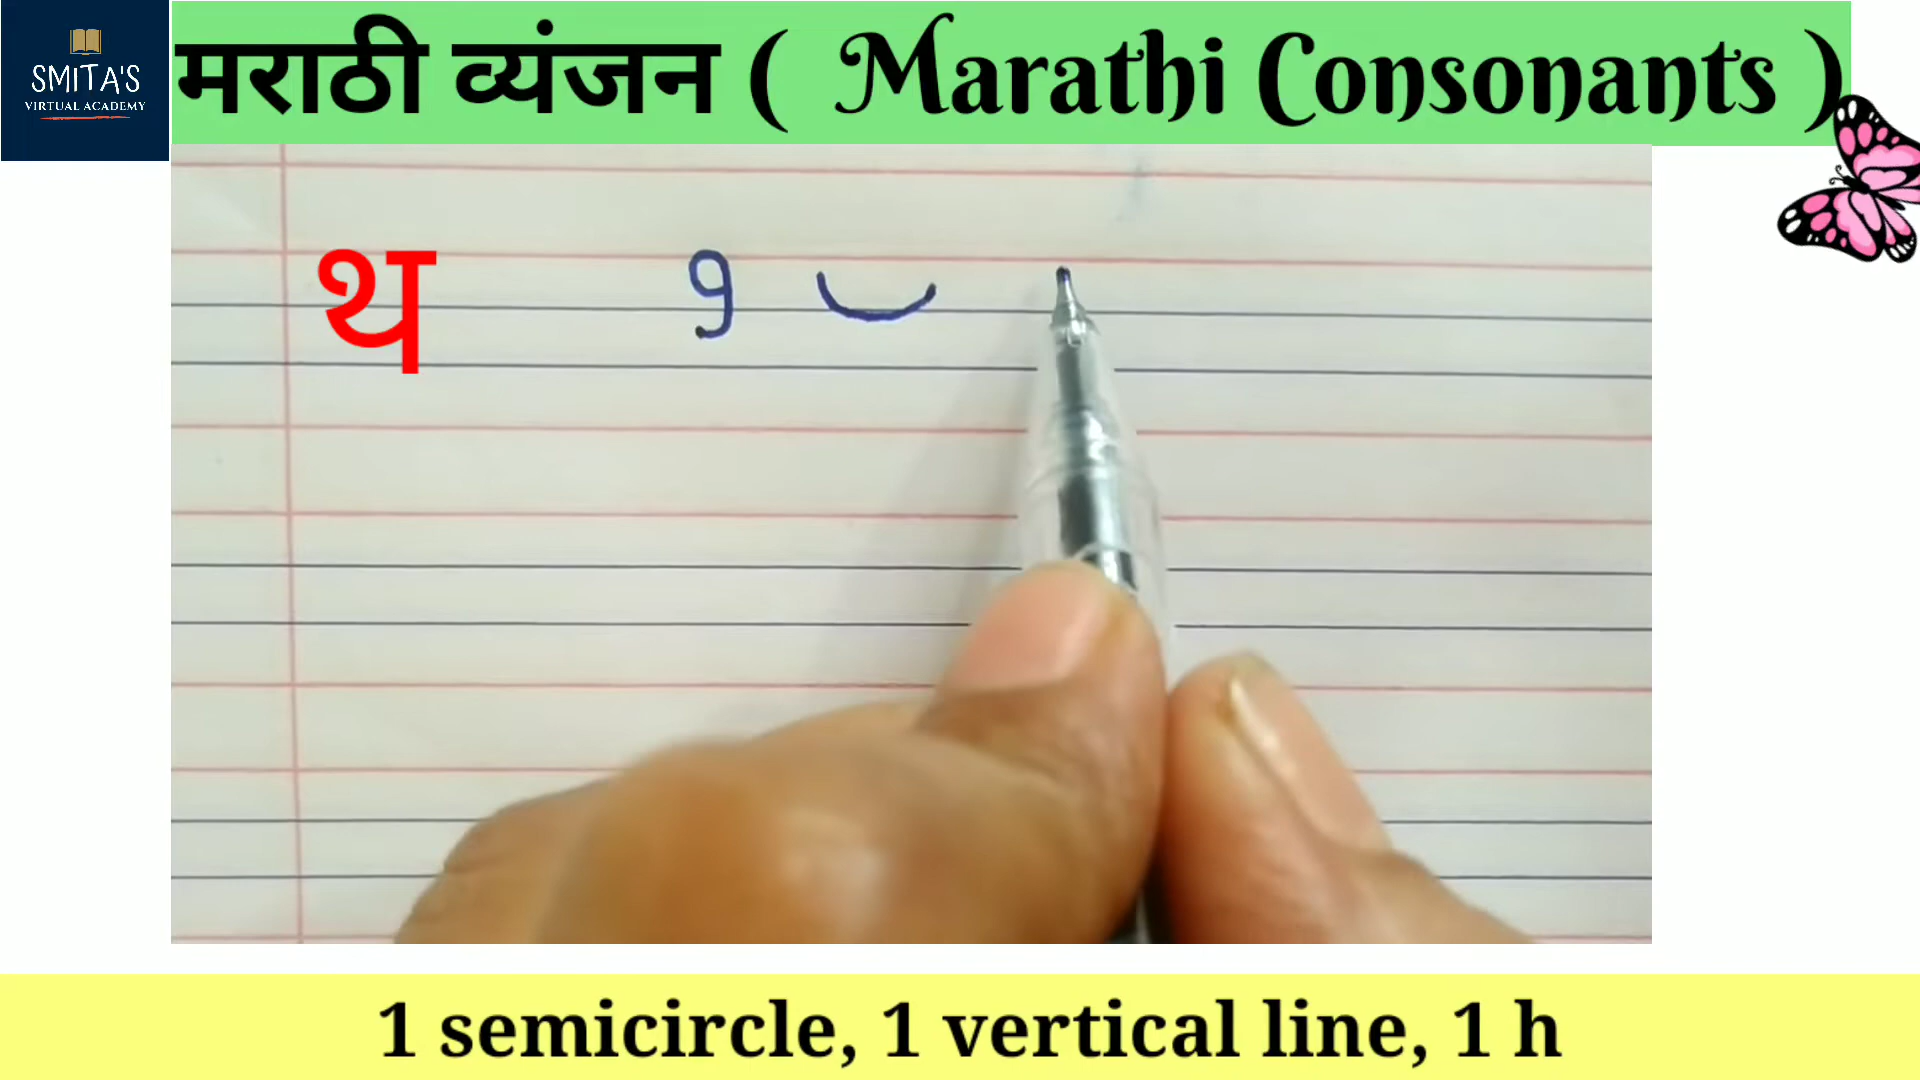 SMITA'S
VIRTUAL ACADEMY
मराठी व्यंजन ( Marathi Consonants )
थ
9
1 semicircle, 1 vertical line, 1 h